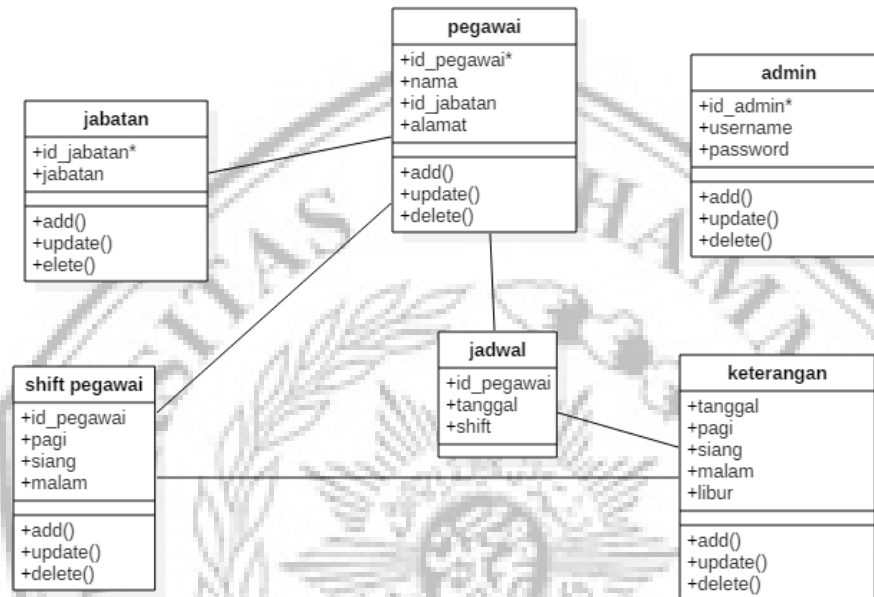 pegawai
+id_pegawai*
+nama
+id_jabatan
+alamat
+add()
+update()
+delete()
admin
+id_admin*
+username
+password
+add()
+update()
+delete()
jabatan
+id_jabatan*
+jabatan
+add()
+update()
+elete()
jadwal
+id_pegawai
+tanggal
+shift
shift pegawai
+id_pegawai
+pagi
+siang
+malam
+add()
+update()
+delete()
keterangan
+tanggal
+pagi
+siang
+malam
+libur
+add()
+update()
+delete()
SITAS
HAMMA